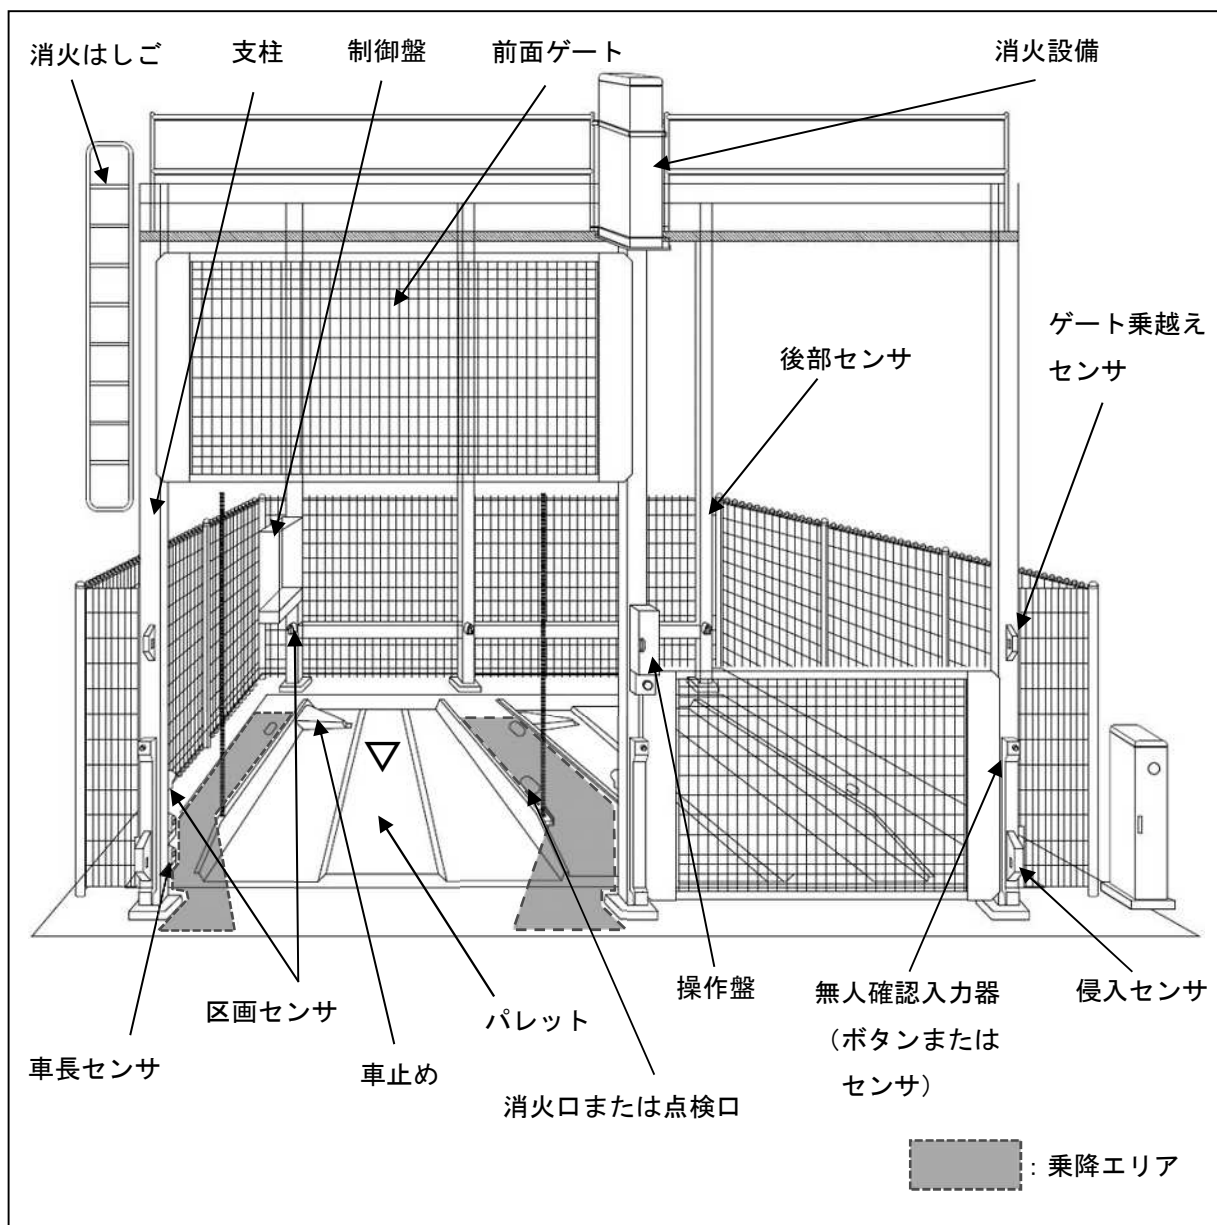 消火はしご
支柱
制御盤
前面ゲート
消火設備
ゲート乗越え
センサ
後部センサ
操作盤
無人確認入力器
（ボタンまたは
センサ）
侵入センサ
区画センサ
パレット
車長センサ
車止め
消火口または点検口
：乗降エリア